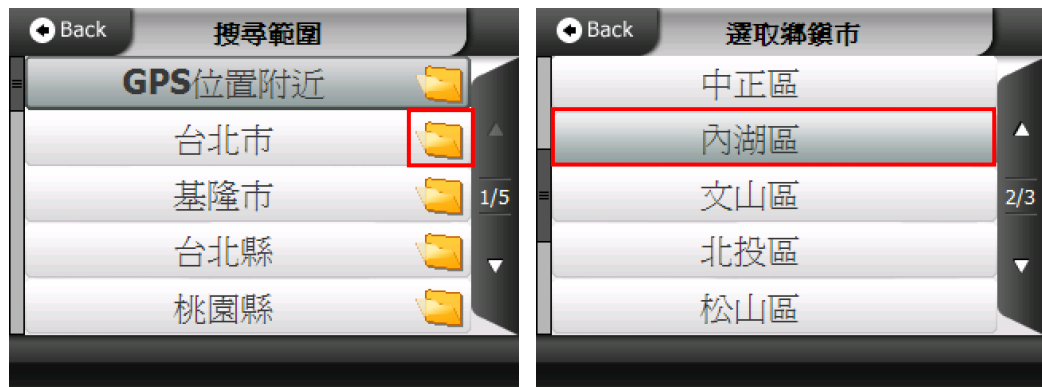 Back
搜尋範圍
GPS位置附近
台北市
基隆市
台北縣
桃園縣
1/5
Back
選取鄉鎮市
中正區
內湖區
文山區
北投區
松山區
2/3